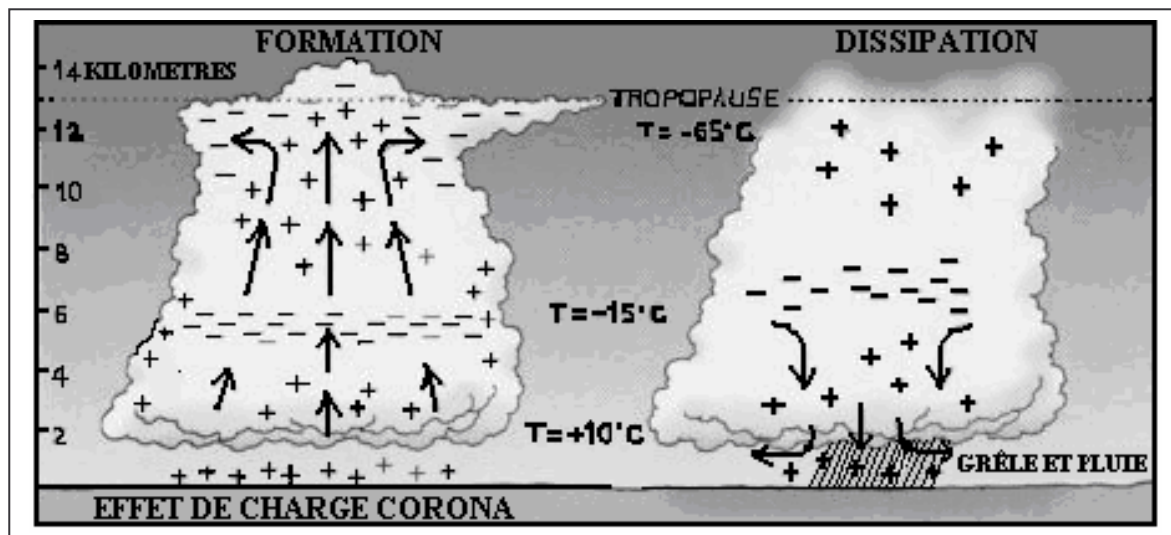 FORMATION
DISSIPATION
14 KILOMETRES
TROPOPAUSE
T= -65°C
12
10
8
6
T=-15°C
4
T=+10°C
2
GRÊLE ET PLUIE
EFFET DE CHARGE CORONA